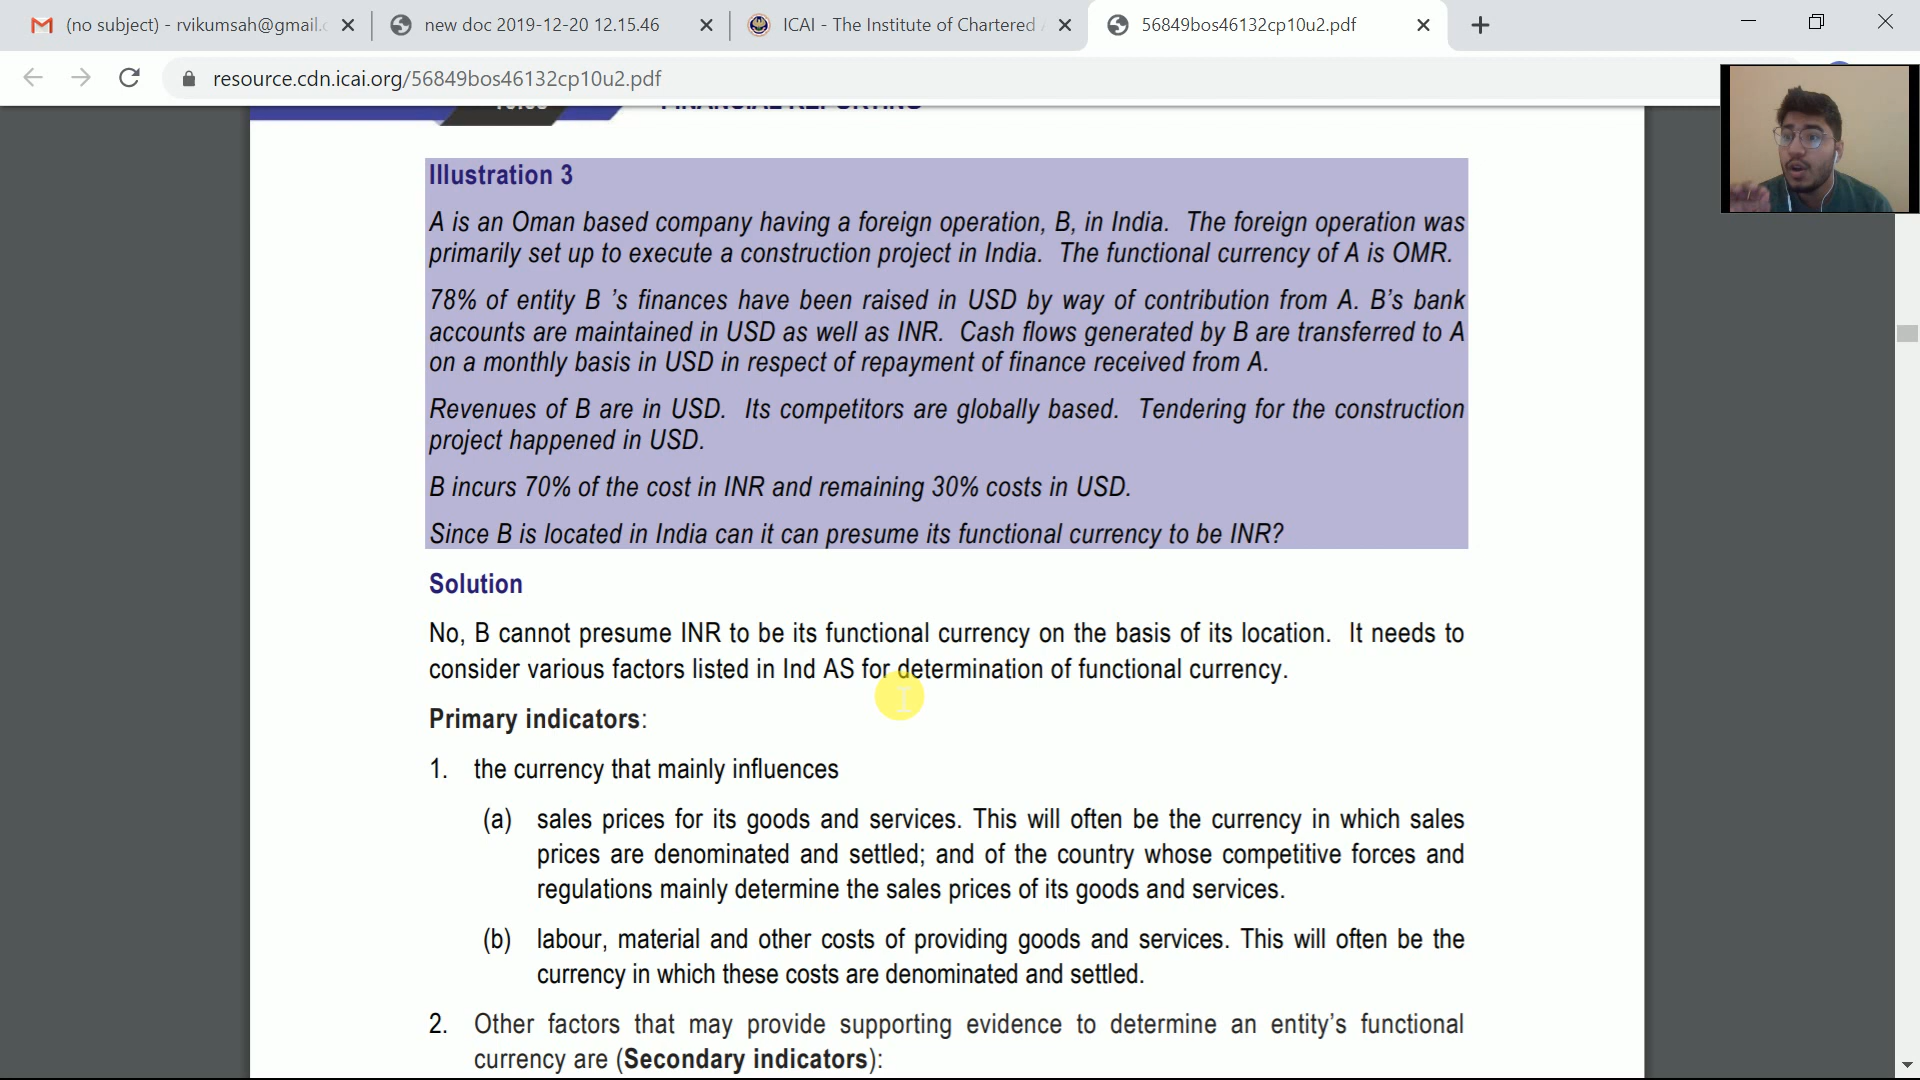 (no subject) - rvikumsah@gmail.c
new doc 2019-12-20 12.15.46
ICAI - The Institute of Chartered A
56849bos46132cp10u2.pdf
resource.cdn.icai.org/56849bos46132cp10u2.pdf
FINANCIAL REPORTING
Illustration 3
A is an Oman based company having a foreign operation, B, in India. The foreign operation was
primarily set up to execute a construction project in India. The functional currency of A is OMR.
78% of entity B 's finances have been raised in USD by way of contribution from A. B's bank
accounts are maintained in USD as well as INR. Cash flows generated by B are transferred to A
on a monthly basis in USD in respect of repayment of finance received from A.
Revenues of B are in USD. Its competitors are globally based. Tendering for the construction
project happened in USD.
B incurs 70% of the cost in INR and remaining 30% costs in USD.
Since B is located in India can it can presume its functional currency to be INR?
Solution
No, B cannot presume INR to be its functional currency on the basis of its location. It needs to
consider various factors listed in Ind AS for determination of functional currency.
Primary indicators:
1. the currency that mainly influences
(a) sales prices for its goods and services. This will often be the currency in which sales
prices are denominated and settled; and of the country whose competitive forces and
regulations mainly determine the sales prices of its goods and services.
(b) labour, material and other costs of providing goods and services. This will often be the
currency in which these costs are denominated and settled.
2. Other factors that may provide supporting evidence to determine an entity's functional
currency are (Secondary indicators):